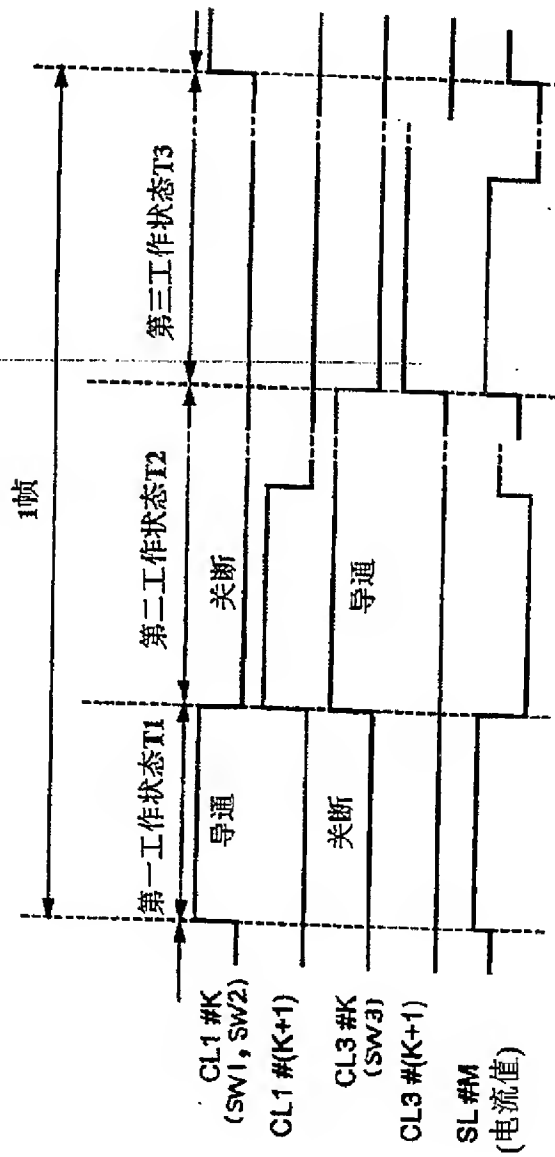 1帧
第一工作状态T1
第二工作状态T2
第三工作状态T3
CL1 #K
(SW1, SW2)
导通
关断
CL1 #(K+1)
CL3 #K
(SW3)
关断
导通
CL3 #(K+1)
SL #M
(电流值)